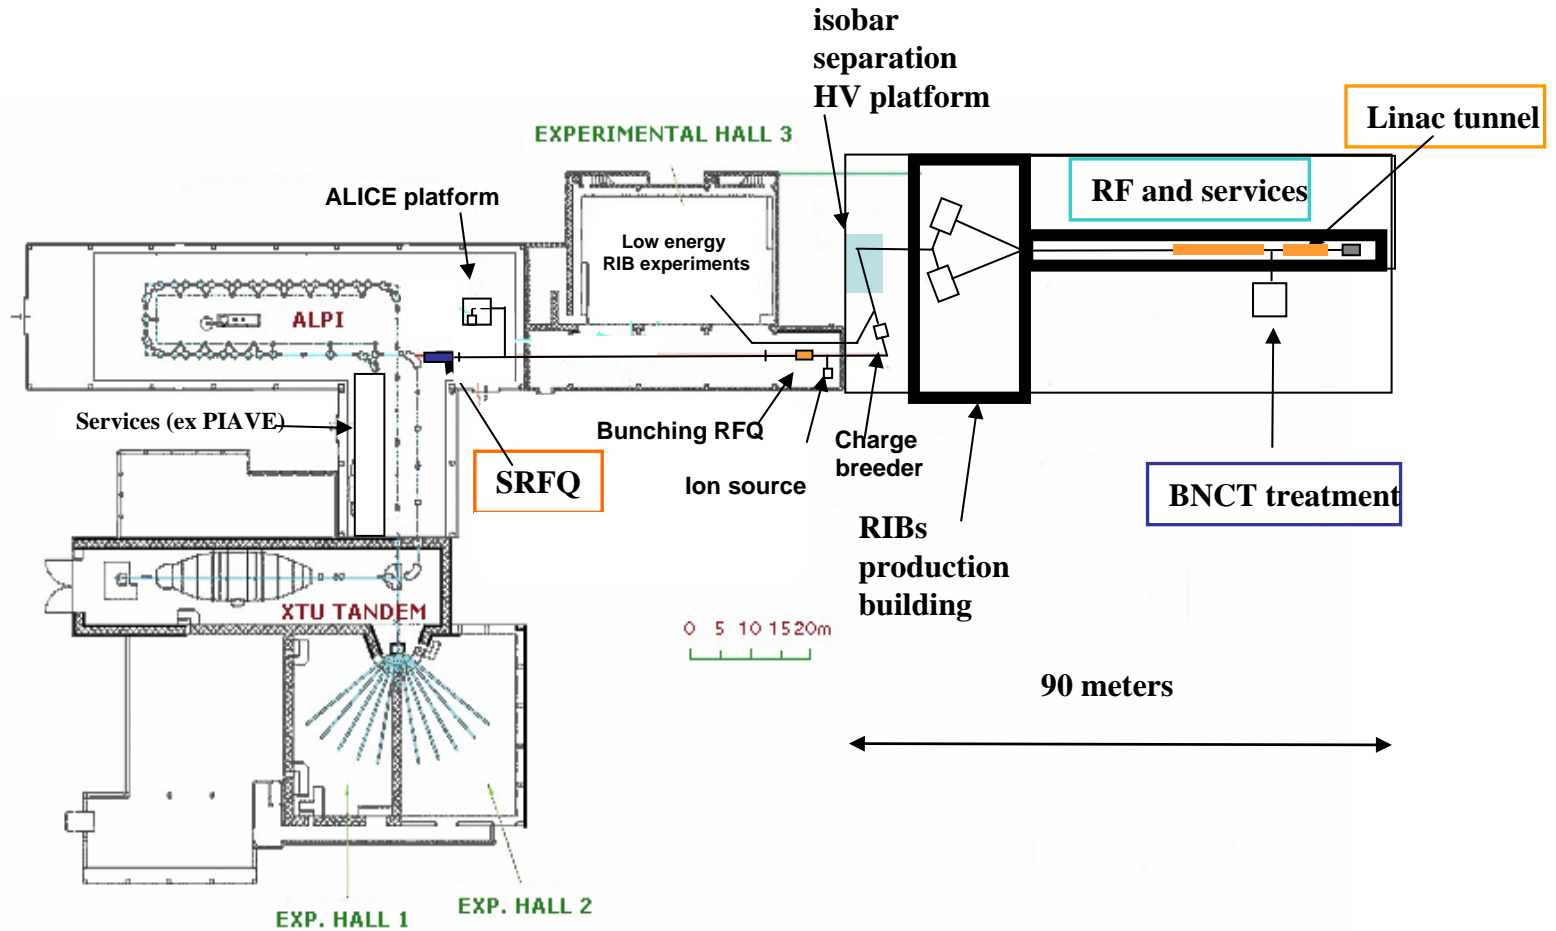 isobar
separation
HV platform
Linac tunnel
EXPERIMENTAL HALL 3
RF and services
ALICE platform
Low energy
RIB experiments
ALPI
Services (ex PIAVE)
Bunching RFQ
Charge
breeder
SRFQ
Ion source
BNCT treatment
RIBs
production
building
XTU TANDEM
0 5 10 15 20m
90 meters
EXP. HALL 1
EXP. HALL 2